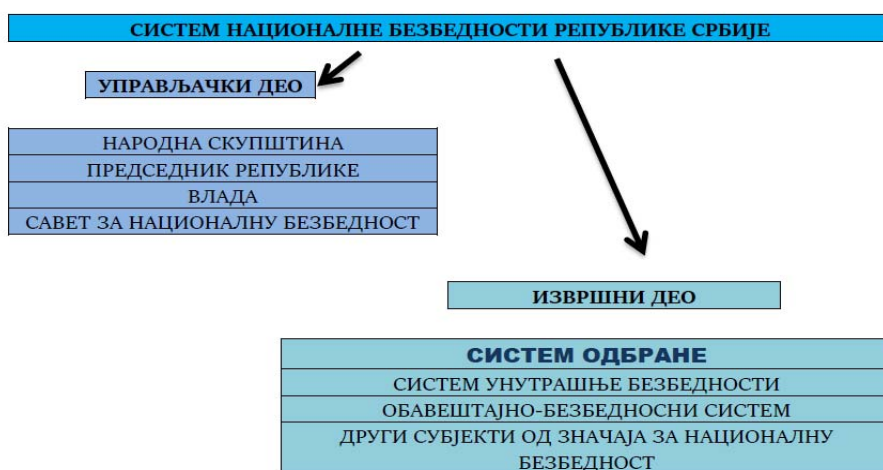 СИСТЕМ НАЦИОНАЛНЕ БЕЗБЕДНОСТИ РЕПУБЛИКЕ СРБИЈЕ
УПРАВЉАЧКИ ДЕО
НАРОДНА СКУПШТИНА
ПРЕДСЕДНИК РЕПУБЛИКЕ
ВЛАДА
САВЕТ ЗА НАЦИОНАЛНУ БЕЗБЕДНОСТ
ИЗВРШНИ ДЕО
СИСТЕМ ОДБРАНЕ
СИСТЕМ УНУТРАШЊЕ БЕЗБЕДНОСТИ
ОБАВЕШТАЈНО-БЕЗБЕДНОСНИ СИСТЕМ
ДРУГИ СУБЈЕКТИ ОД ЗНАЧАЈА ЗА НАЦИОНАЛНУ
БЕЗБЕДНОСТ